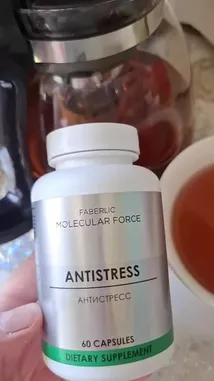 FABERLIC
MOLECULAR FORCE
ANTISTRESS
АНТИСТРЕСС
60 CAPSULES
DIETARY SUPPLEMENT